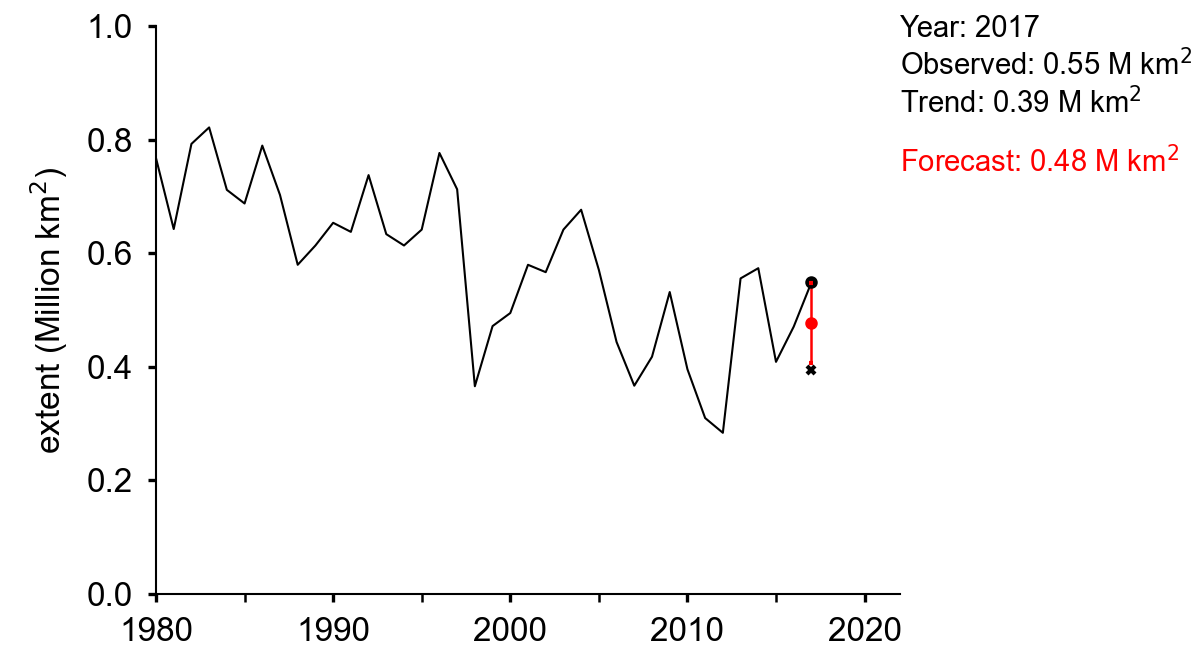 1.0
0.8
0.6
0.4
0.2
0.0
extent (Million km²)
1980
1990
2000
2010
2020
Year: 2017
Observed: 0.55 M km²
Trend: 0.39 M km²
Forecast: 0.48 M km²